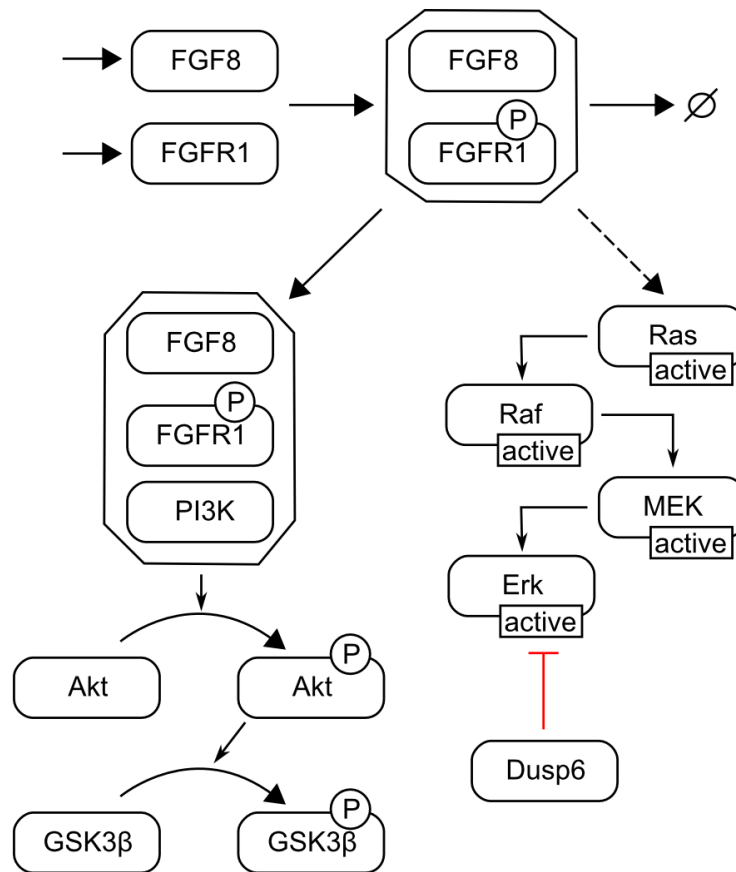 FGF8
FGFR1
FGF8
P
FGFR1
∅
FGF8
P
FGFR1
PI3K
Akt
P
Akt
GSK3β
P
GSK3β
Ras
active
Raf
active
MEK
active
Erk
active
Dusp6